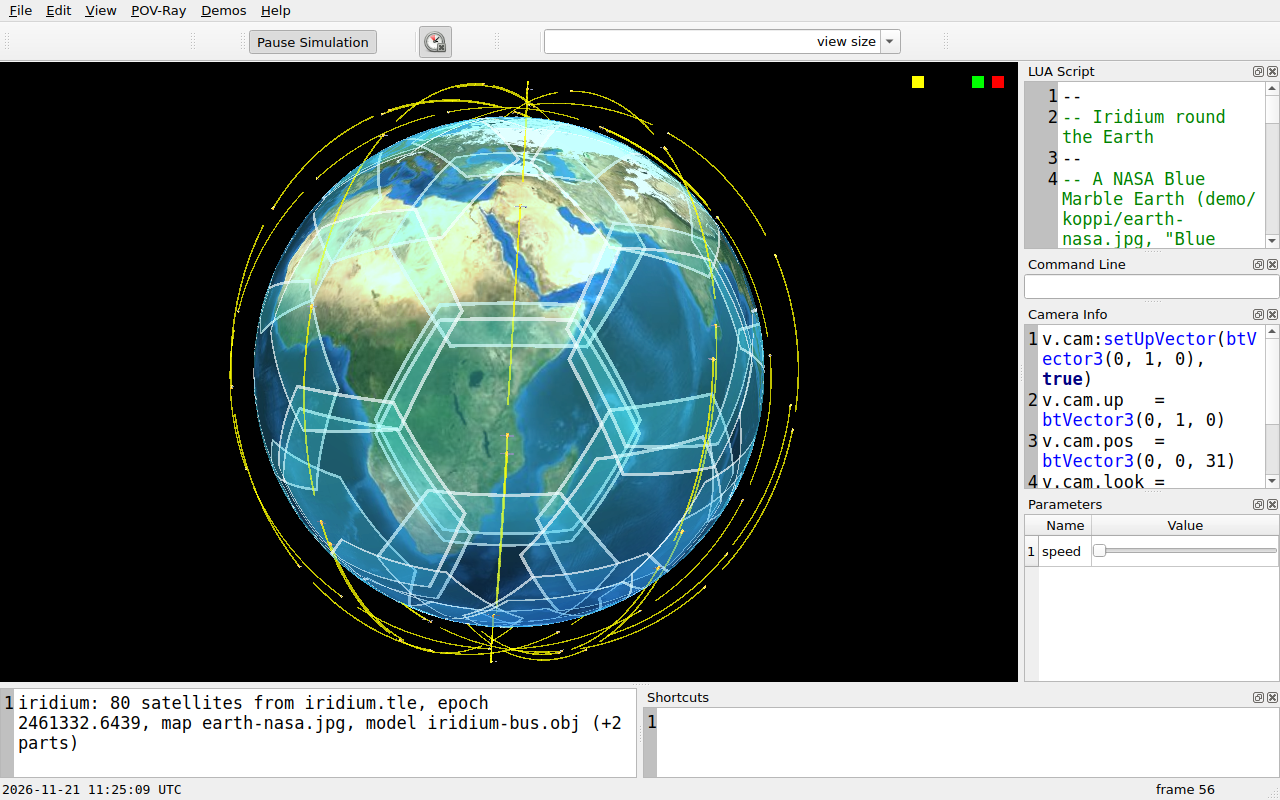 File Edit View POV-Ray Demos Help
Pause Simulation
view size
LUA Script
1 --
2 -- Iridium round
the Earth
3 --
4 -- A NASA Blue
Marble Earth (demo/
koppi/earth-
nasa.jpg, "Blue
Command Line
Camera Info
1 v.cam:setUpVector(btV
ector3(0, 1, 0),
true)
2 v.cam.up   =
btVector3(0, 1, 0)
3 v.cam.pos  =
btVector3(0, 0, 31)
4 v.cam.look =
Parameters
Name Value
1 speed
1 iridium: 80 satellites from iridium.tle, epoch
2461332.6439, map earth-nasa.jpg, model iridium-bus.obj (+2
parts)
Shortcuts
1
2026-11-21 11:25:09 UTC
frame 56